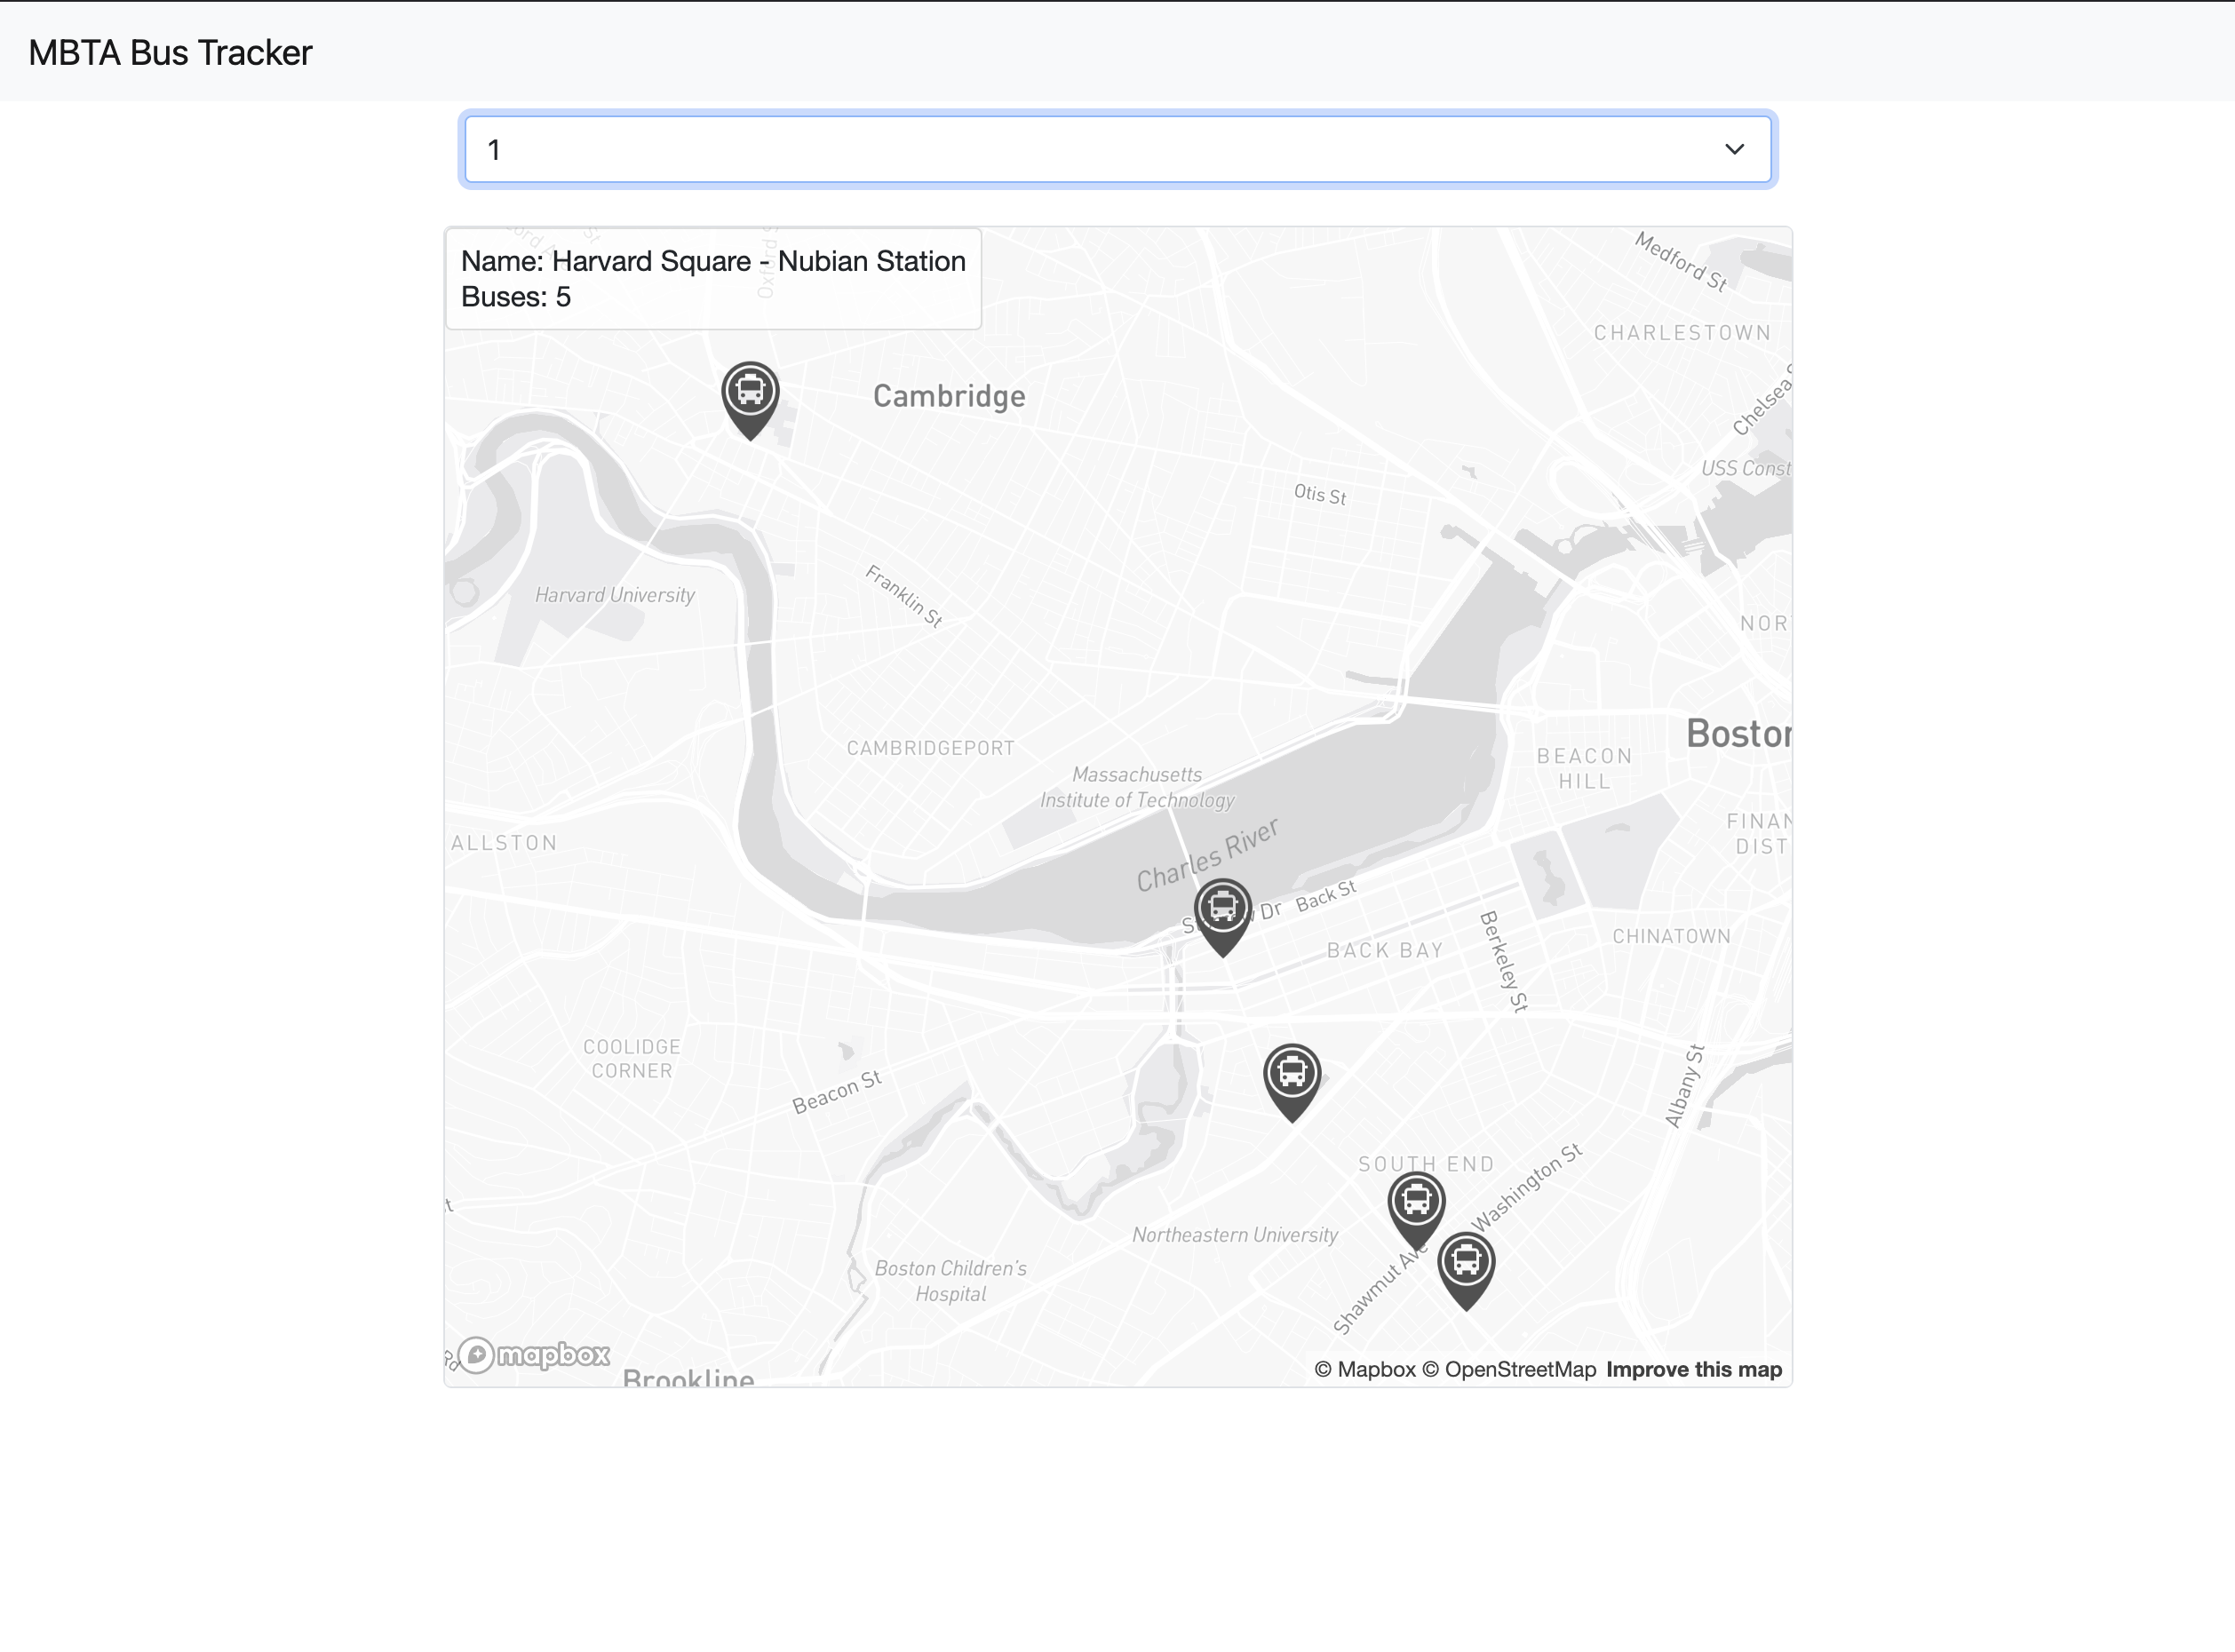 MBTA Bus Tracker
1
Name: Harvard Square - Nubian Station
Buses: 5
Medford St
CHARLESTOWN
Cambridge
Chelsea
USS Const
Otis St
Franklin St
Harvard University
NOR
Boston
CAMBRIDGEPORT
BEACON
HILL
Massachusetts
Institute of Technology
FINAN
DIST
ALLSTON
Charles River
Back St
Dr
BACK BAY
Berkeley St
CHINATOWN
COOLIDGE
CORNER
Beacon St
Albany St
SOUTH END
Washington St
Northeastern University
Shawmut Ave
Boston Children's
Hospital
mapbox
Rd
Brookline
© Mapbox © OpenStreetMap Improve this map